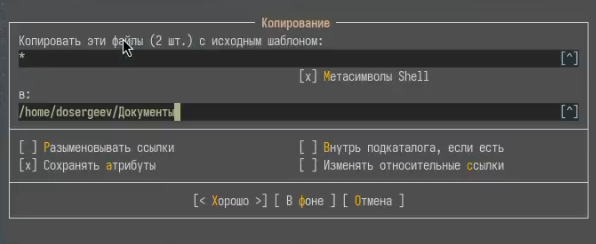 Копирование
Копировать эти файлы (2 шт.) с исходным шаблоном:
* [^]
[x] Метасимволы Shell
в:
/home/dosergeev/Документы [^]
[ ] Разыменовывать ссылки [ ] Внутрь подкаталога, если есть
[x] Сохранять атрибуты [ ] Изменять относительные ссылки
[< Хорошо >] [ В фоне ] [ Отмена ]